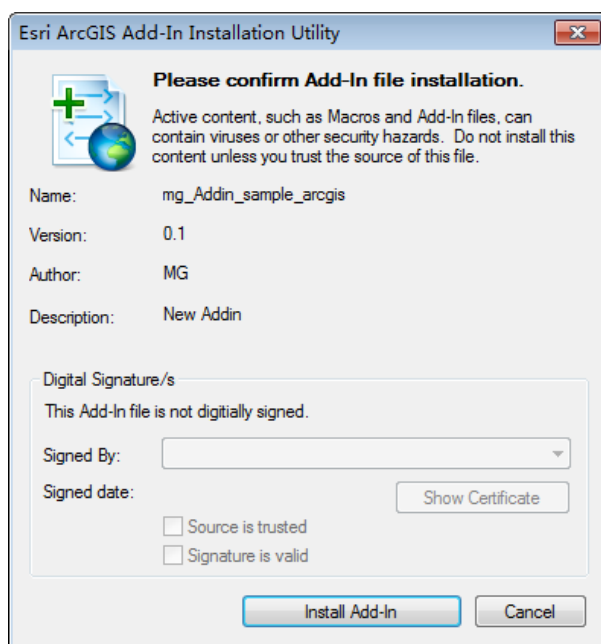 Esri ArcGIS Add-In Installation Utility
Please confirm Add-In file installation.
Active content, such as Macros and Add-In files, can
contain viruses or other security hazards. Do not install this
content unless you trust the source of this file.
Name: mg_Addin_sample_arcgis
Version: 0.1
Author: MG
Description: New Addin
Digital Signature/s
This Add-In file is not digitially signed.
Signed By:
Signed date: Show Certificate
Source is trusted
Signature is valid
Install Add-In Cancel